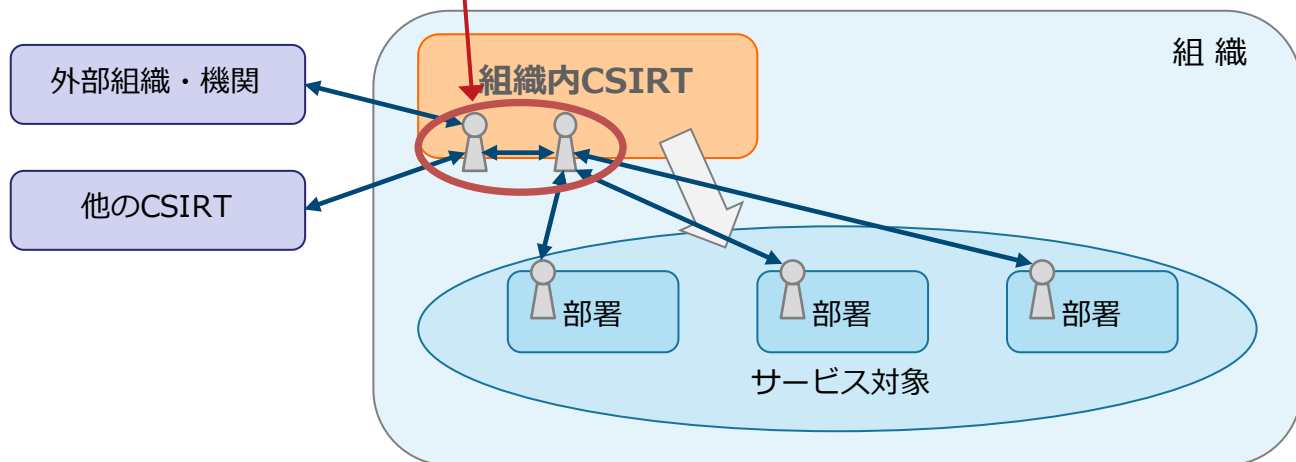 組 織
外部組織・機関
組織内CSIRT
他のCSIRT
部署
部署
部署
サービス対象